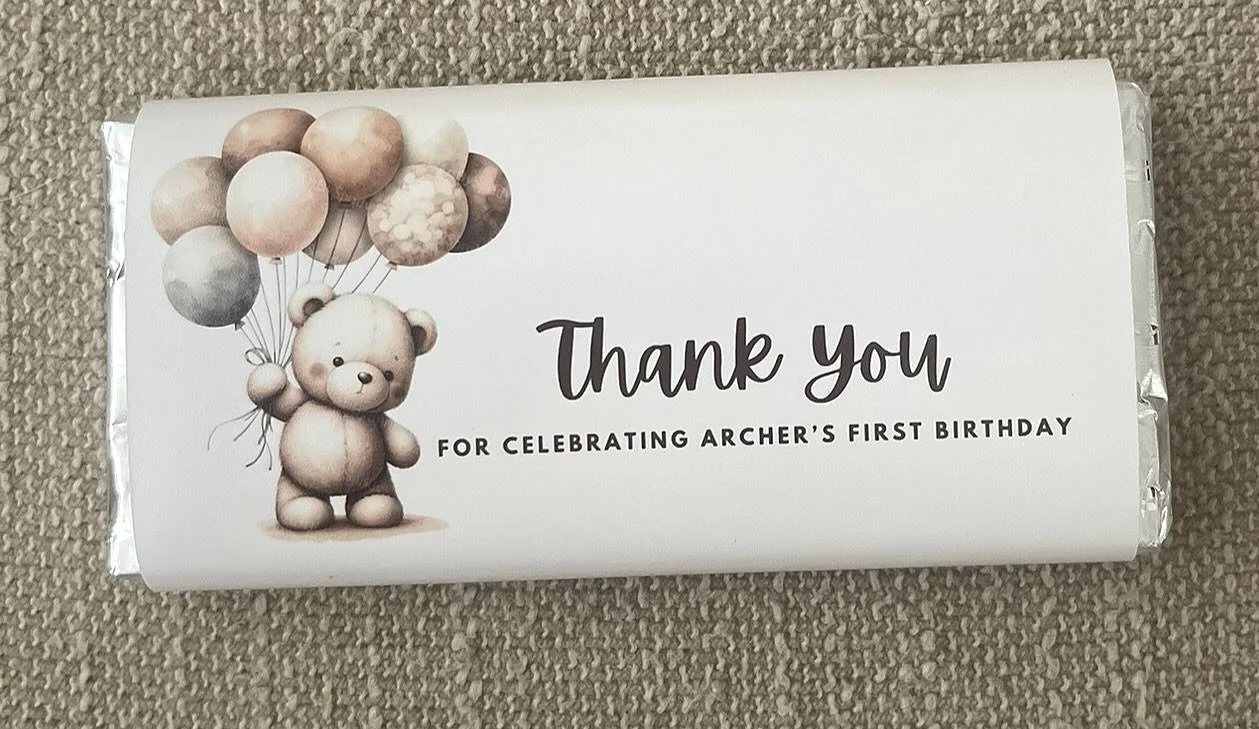 Thank You
FOR CELEBRATING ARCHER'S FIRST BIRTHDAY